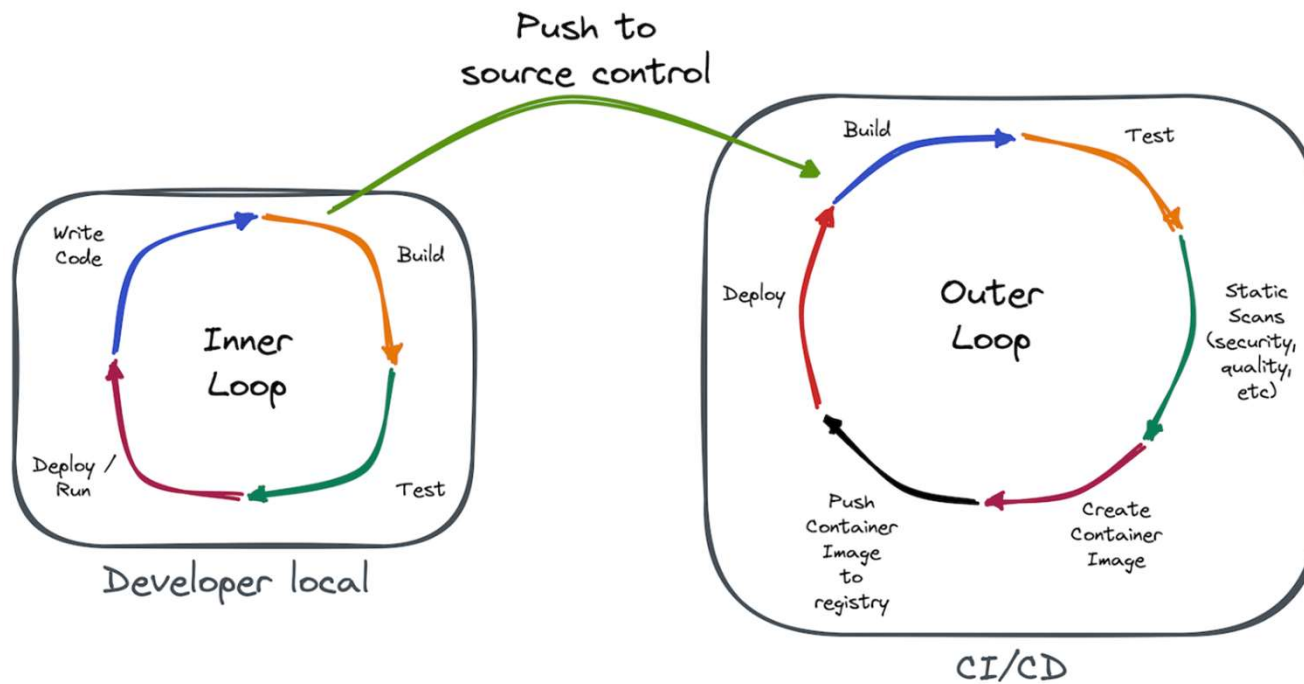 Push to
source control
Write
Code
Build
Inner
Loop
Deploy /
Run
Test
Developer local
Build
Test
Deploy
Outer
Loop
Static
Scans
(security,
quality,
etc)
Push
Container
Image
to
registry
Create
Container
Image
CI/CD